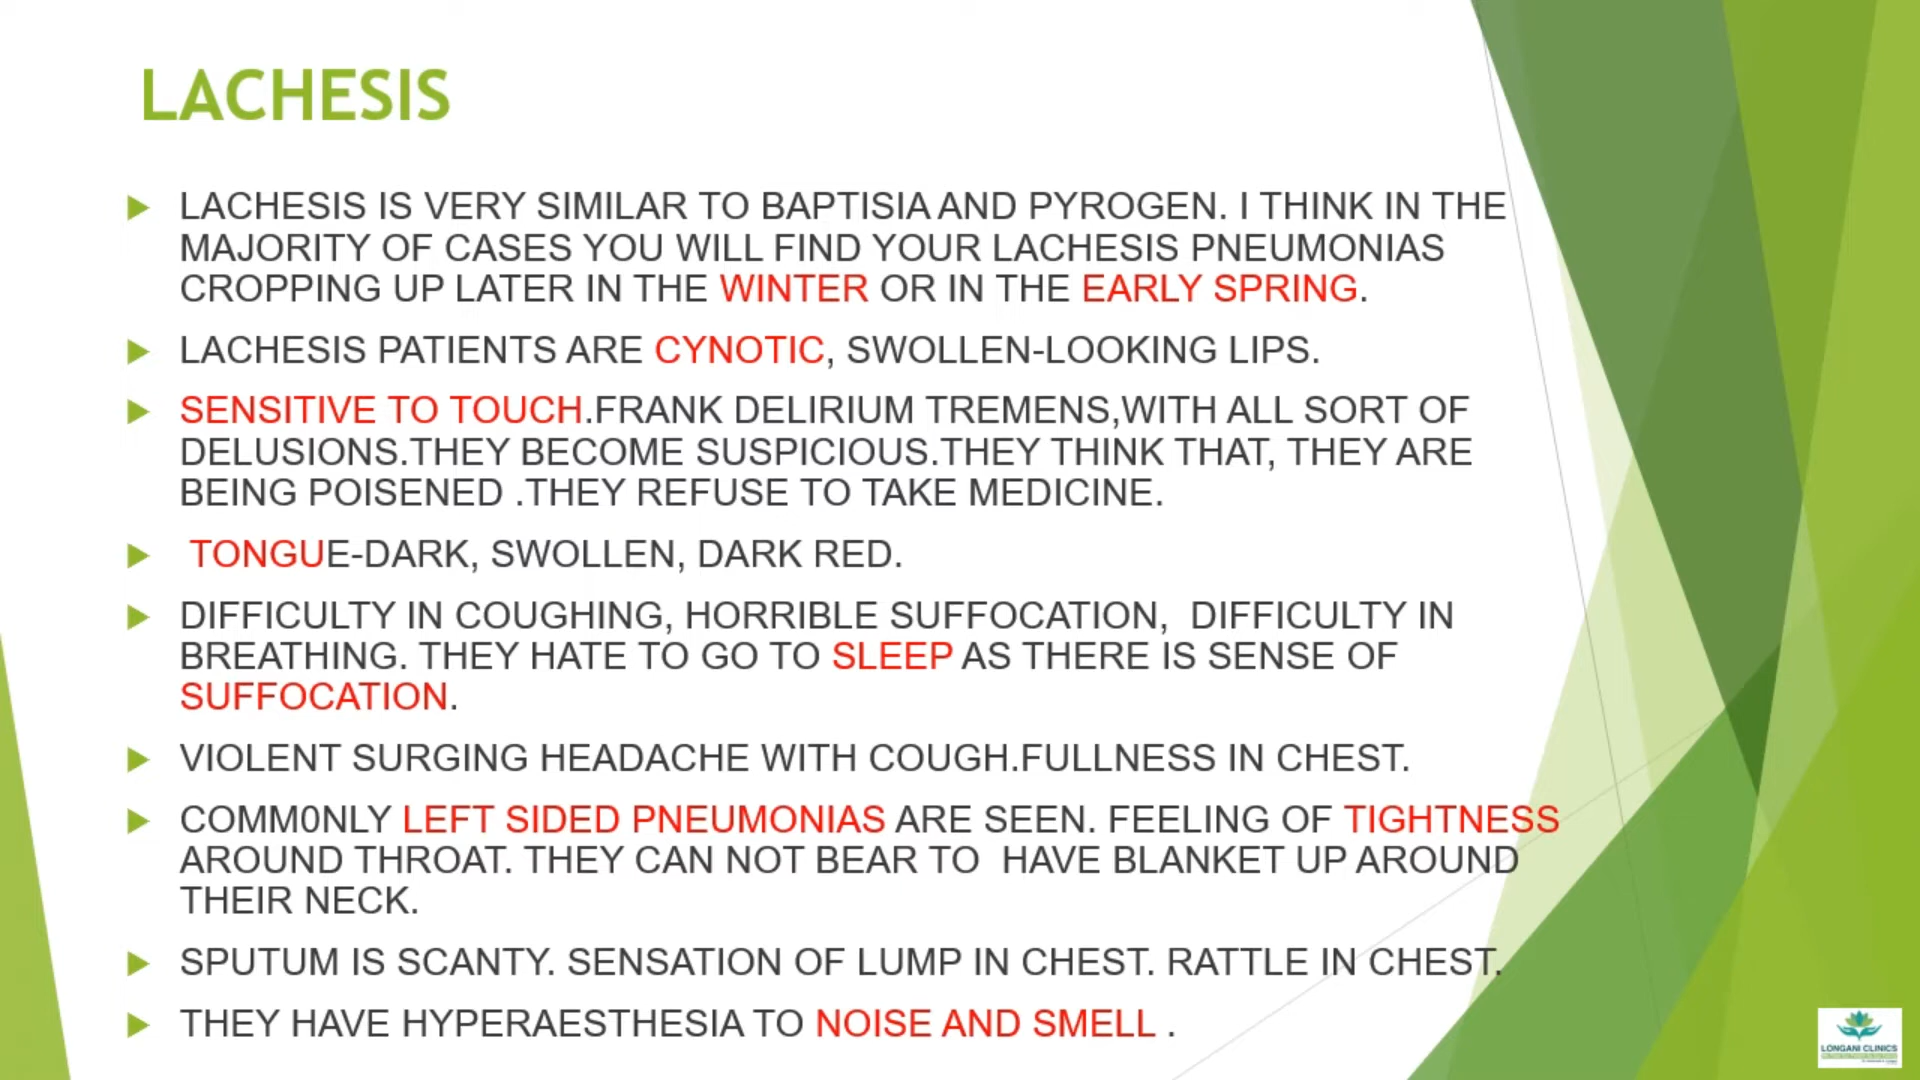 LACHESIS
LACHESIS IS VERY SIMILAR TO BAPTISIA AND PYROGEN. I THINK IN THE
MAJORITY OF CASES YOU WILL FIND YOUR LACHESIS PNEUMONIAS
CROPPING UP LATER IN THE WINTER OR IN THE EARLY SPRING.
LACHESIS PATIENTS ARE CYNOTIC, SWOLLEN-LOOKING LIPS.
SENSITIVE TO TOUCH.FRANK DELIRIUM TREMENS,WITH ALL SORT OF
DELUSIONS.THEY BECOME SUSPICIOUS.THEY THINK THAT, THEY ARE
BEING POISENED .THEY REFUSE TO TAKE MEDICINE.
TONGUE-DARK, SWOLLEN, DARK RED.
DIFFICULTY IN COUGHING, HORRIBLE SUFFOCATION, DIFFICULTY IN
BREATHING. THEY HATE TO GO TO SLEEP AS THERE IS SENSE OF
SUFFOCATION.
VIOLENT SURGING HEADACHE WITH COUGH.FULLNESS IN CHEST.
COMM0NLY LEFT SIDED PNEUMONIAS ARE SEEN. FEELING OF TIGHTNESS
AROUND THROAT. THEY CAN NOT BEAR TO HAVE BLANKET UP AROUND
THEIR NECK.
SPUTUM IS SCANTY. SENSATION OF LUMP IN CHEST. RATTLE IN CHEST.
THEY HAVE HYPERAESTHESIA TO NOISE AND SMELL .
LONGANI CLINICS